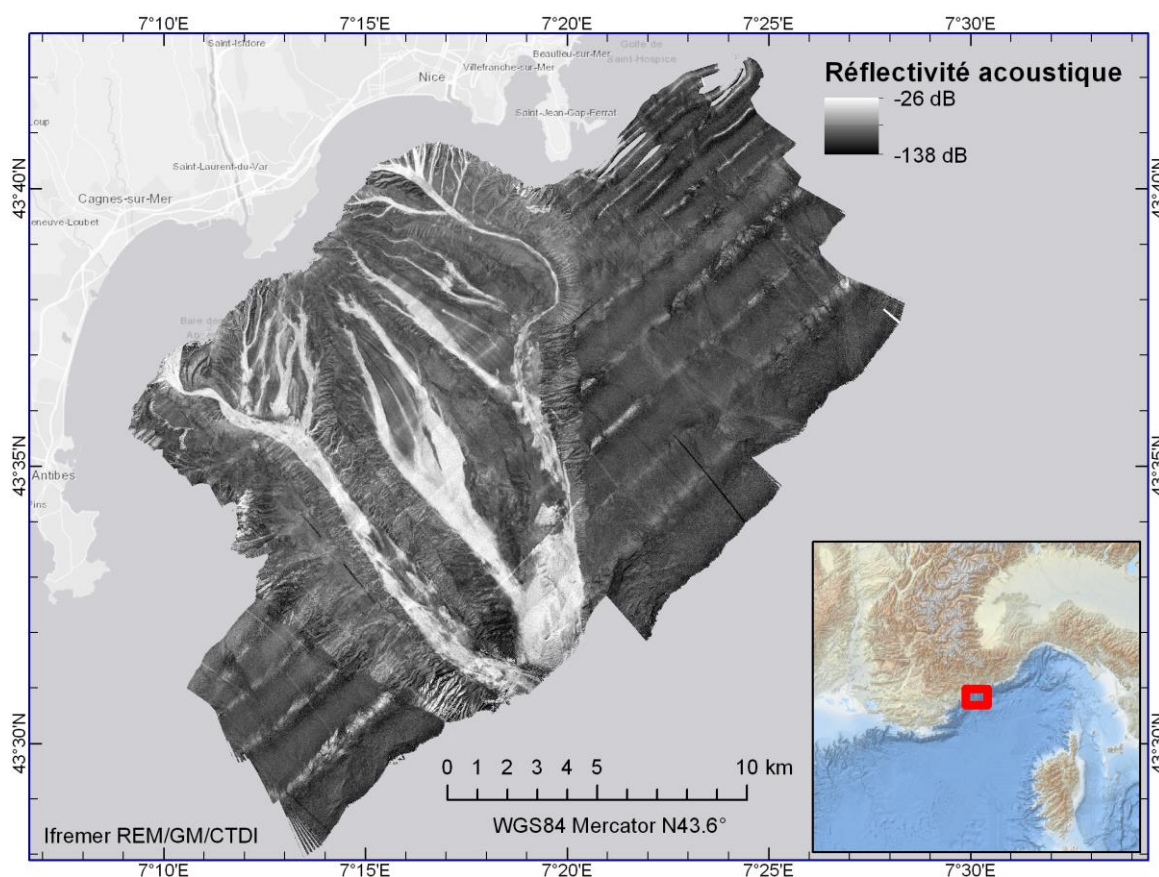 7°10'E 7°15'E 7°20'E 7°25'E 7°30'E
Saint-Isidore
Beaulieu-sur-Mer
Golfe de
Saint-Hospice
Villefranche-sur-Mer
Nice
Réflectivité acoustique
-26 dB
Saint-Jean-Cap-Ferrat
Loup
-138 dB
Saint-Laurent-du-Var
43°40'N 43°40'N
Cagnes-sur-Mer
eneuve-Loubet
Baie des
43°35'N 43°35'N
Antibes
43°30'N 43°30'N
0 1 2 3 4 5 10 km
WGS84 Mercator N43.6°
Ifremer REM/GM/CTDI
7°10'E 7°15'E 7°20'E 7°25'E 7°30'E